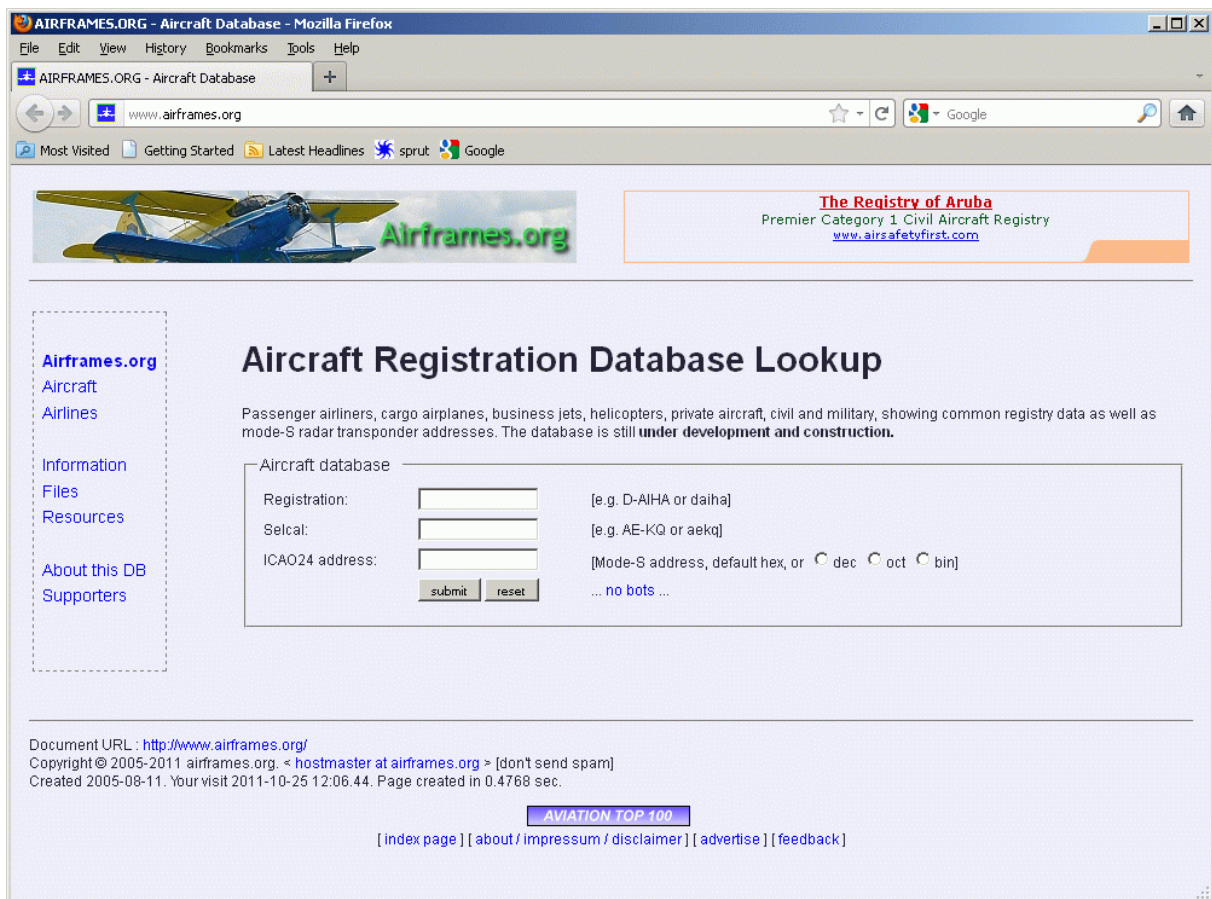 AIRFRAMES.ORG - Aircraft Database - Mozilla Firefox
File Edit View History Bookmarks Tools Help
AIRFRAMES.ORG - Aircraft Database
www.airframes.org
Google
Most Visited Getting Started Latest Headlines sprut Google
Airframes.org
The Registry of Aruba
Premier Category 1 Civil Aircraft Registry
www.airsafetyfirst.com
Airframes.org
Aircraft
Airlines
Information
Files
Resources
About this DB
Supporters
Aircraft Registration Database Lookup
Passenger airliners, cargo airplanes, business jets, helicopters, private aircraft, civil and military, showing common registry data as well as
mode-S radar transponder addresses. The database is still under development and construction.
Aircraft database
Registration: [e.g. D-AIHA or daiha]
Selcal: [e.g. AE-KQ or aekq]
ICAO24 address: [Mode-S address, default hex, or dec oct bin]
submit reset ... no bots ...
Document URL : http://www.airframes.org/
Copyright © 2005-2011 airframes.org. < hostmaster at airframes.org > [don't send spam]
Created 2005-08-11. Your visit 2011-10-25 12:06.44. Page created in 0.4768 sec.
AVIATION TOP 100
[ index page ] [ about / impressum / disclaimer ] [ advertise ] [ feedback ]